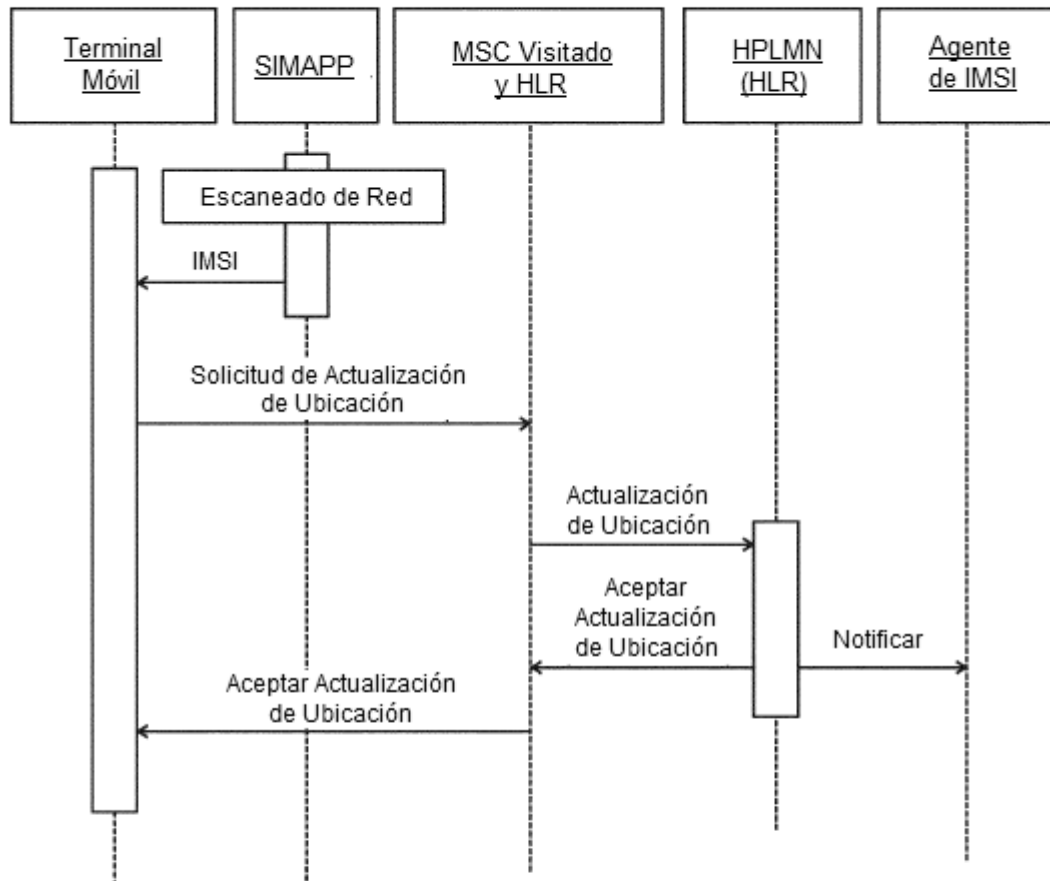 Terminal
Móvil
SIMAPP
MSC Visitado
y HLR
HPLMN
(HLR)
Agente
de IMSI
Escaneado de Red
IMSI
Solicitud de Actualización
de Ubicación
Actualización
de Ubicación
Aceptar
Actualización
de Ubicación
Notificar
Aceptar Actualización
de Ubicación